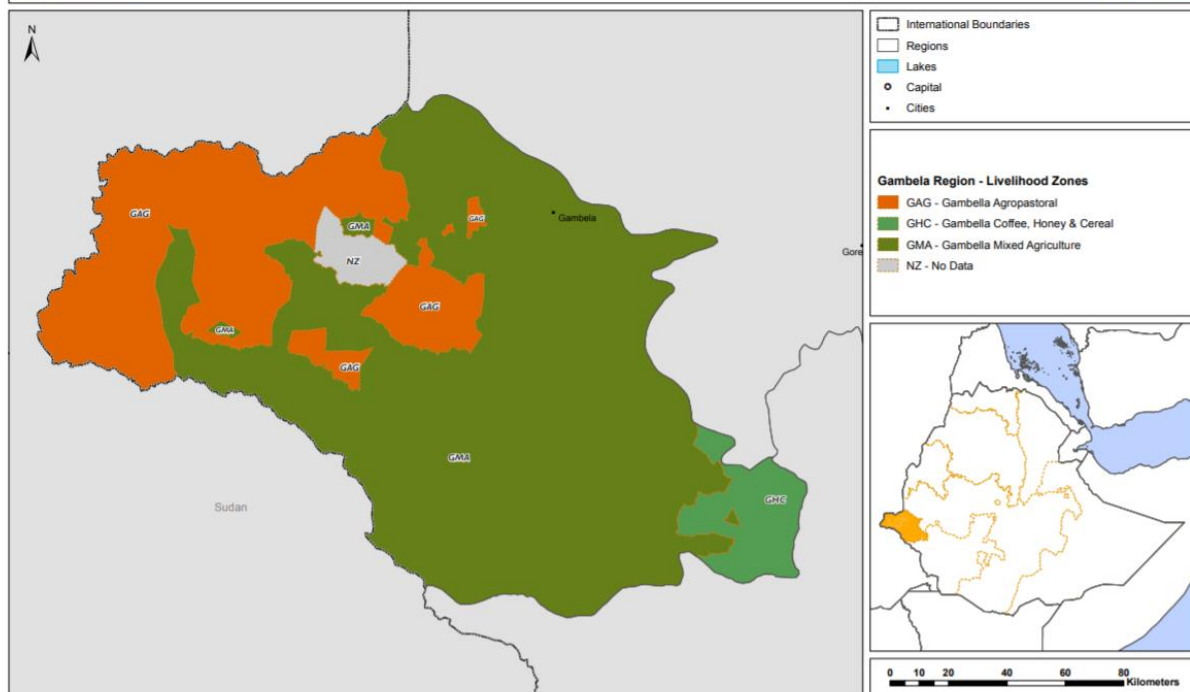 N
GAG
GMA
GAG
Gambela
Gore
NZ
GAG
GMA
GAG
GMA
GHC
Sudan
International Boundaries
Regions
Lakes
Capital
Cities
Gambela Region - Livelihood Zones
GAG - Gambella Agropastoral
GHC - Gambella Coffee, Honey & Cereal
GMA - Gambella Mixed Agriculture
NZ - No Data
0 10 20 40 60 80
Kilometers